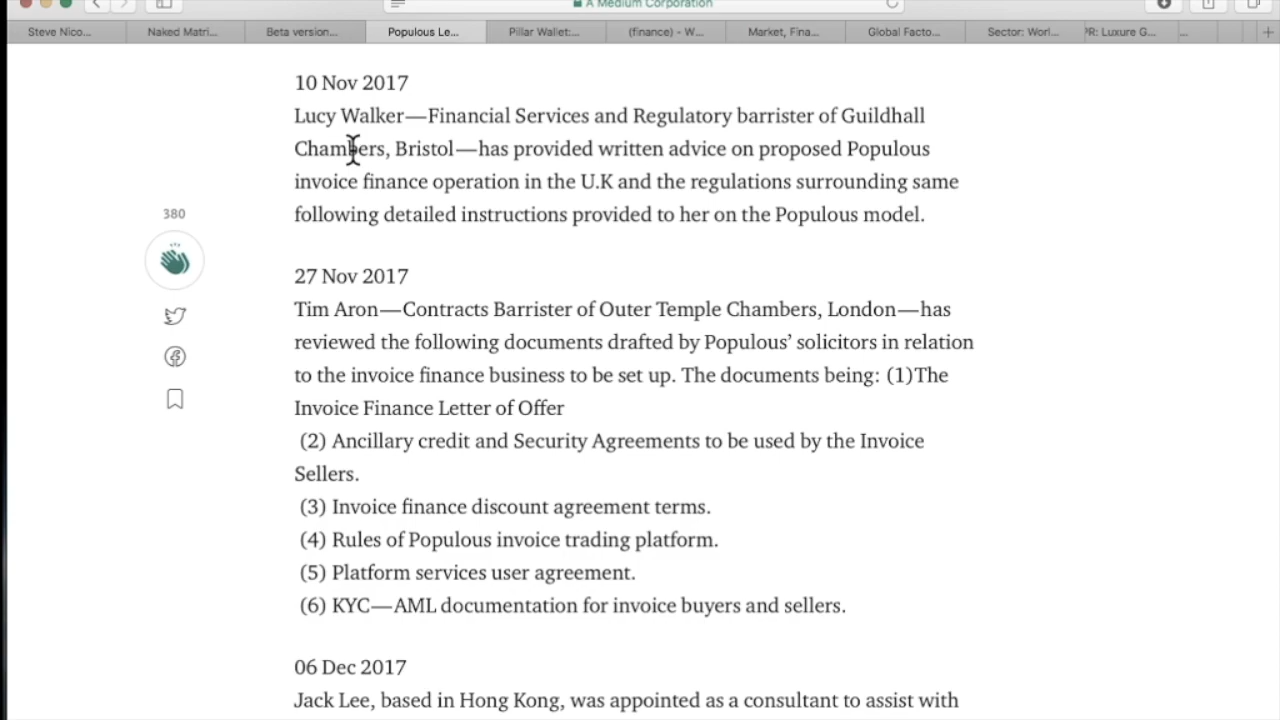 A Medium Corporation
Steve Nico... Naked Matri... Beta version... Populous Le... Pillar Wallet:... (finance) - W... Market, Fina... Global Facto... Sector: Worl... PR: Luxure G... ...
10 Nov 2017
Lucy Walker—Financial Services and Regulatory barrister of Guildhall
Chambers, Bristol—has provided written advice on proposed Populous
invoice finance operation in the U.K and the regulations surrounding same
following detailed instructions provided to her on the Populous model.
380
27 Nov 2017
Tim Aron—Contracts Barrister of Outer Temple Chambers, London—has
reviewed the following documents drafted by Populous’ solicitors in relation
to the invoice finance business to be set up. The documents being: (1)The
Invoice Finance Letter of Offer
(2) Ancillary credit and Security Agreements to be used by the Invoice
Sellers.
(3) Invoice finance discount agreement terms.
(4) Rules of Populous invoice trading platform.
(5) Platform services user agreement.
(6) KYC—AML documentation for invoice buyers and sellers.
06 Dec 2017
Jack Lee, based in Hong Kong, was appointed as a consultant to assist with